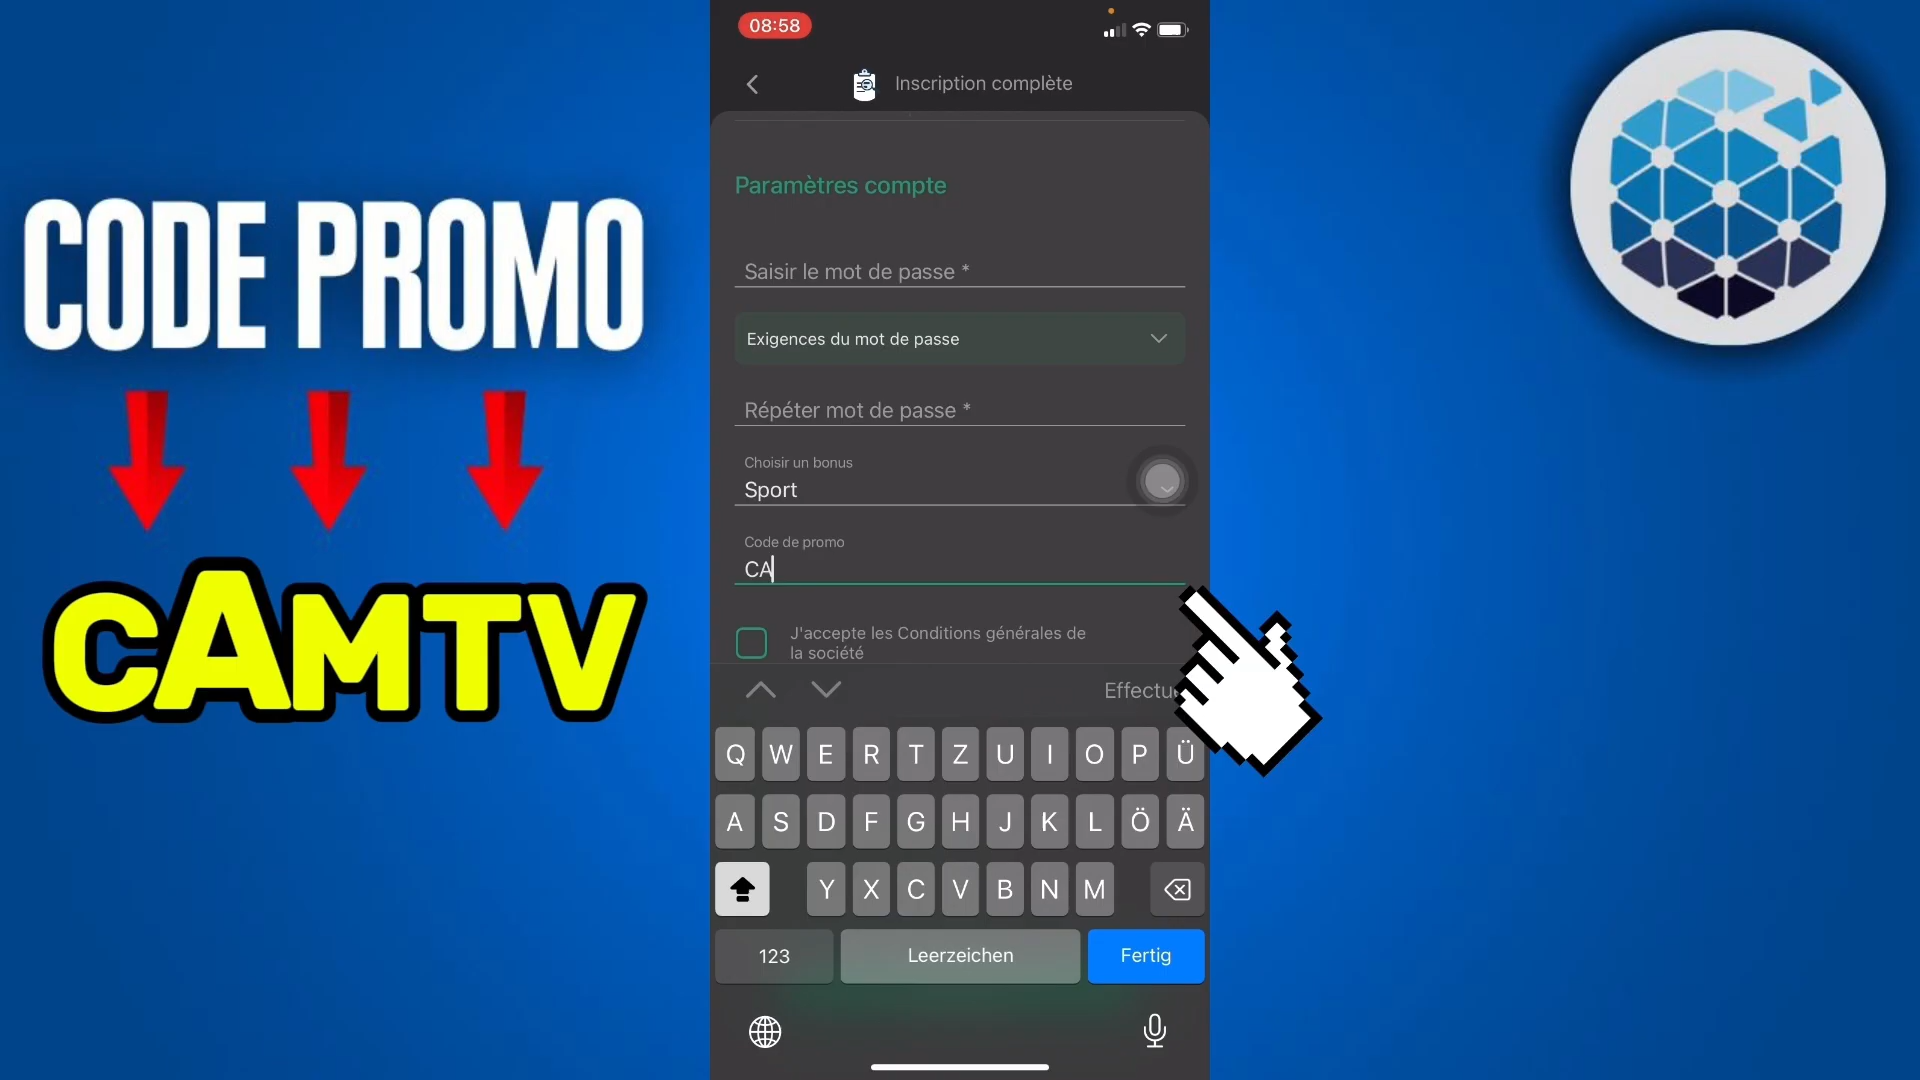 CODE PROMO
CAMTV
08:58
Inscription complète
Paramètres compte
Saisir le mot de passe *
Exigences du mot de passe
Répéter mot de passe *
Choisir un bonus
Sport
Code de promo
CA
J'accepte les Conditions générales de
la société
Q W E R T Z U I O P Ü
A S D F G H J K L Ö Ä
Y X C V B N M
123 Leerzeichen Fertig